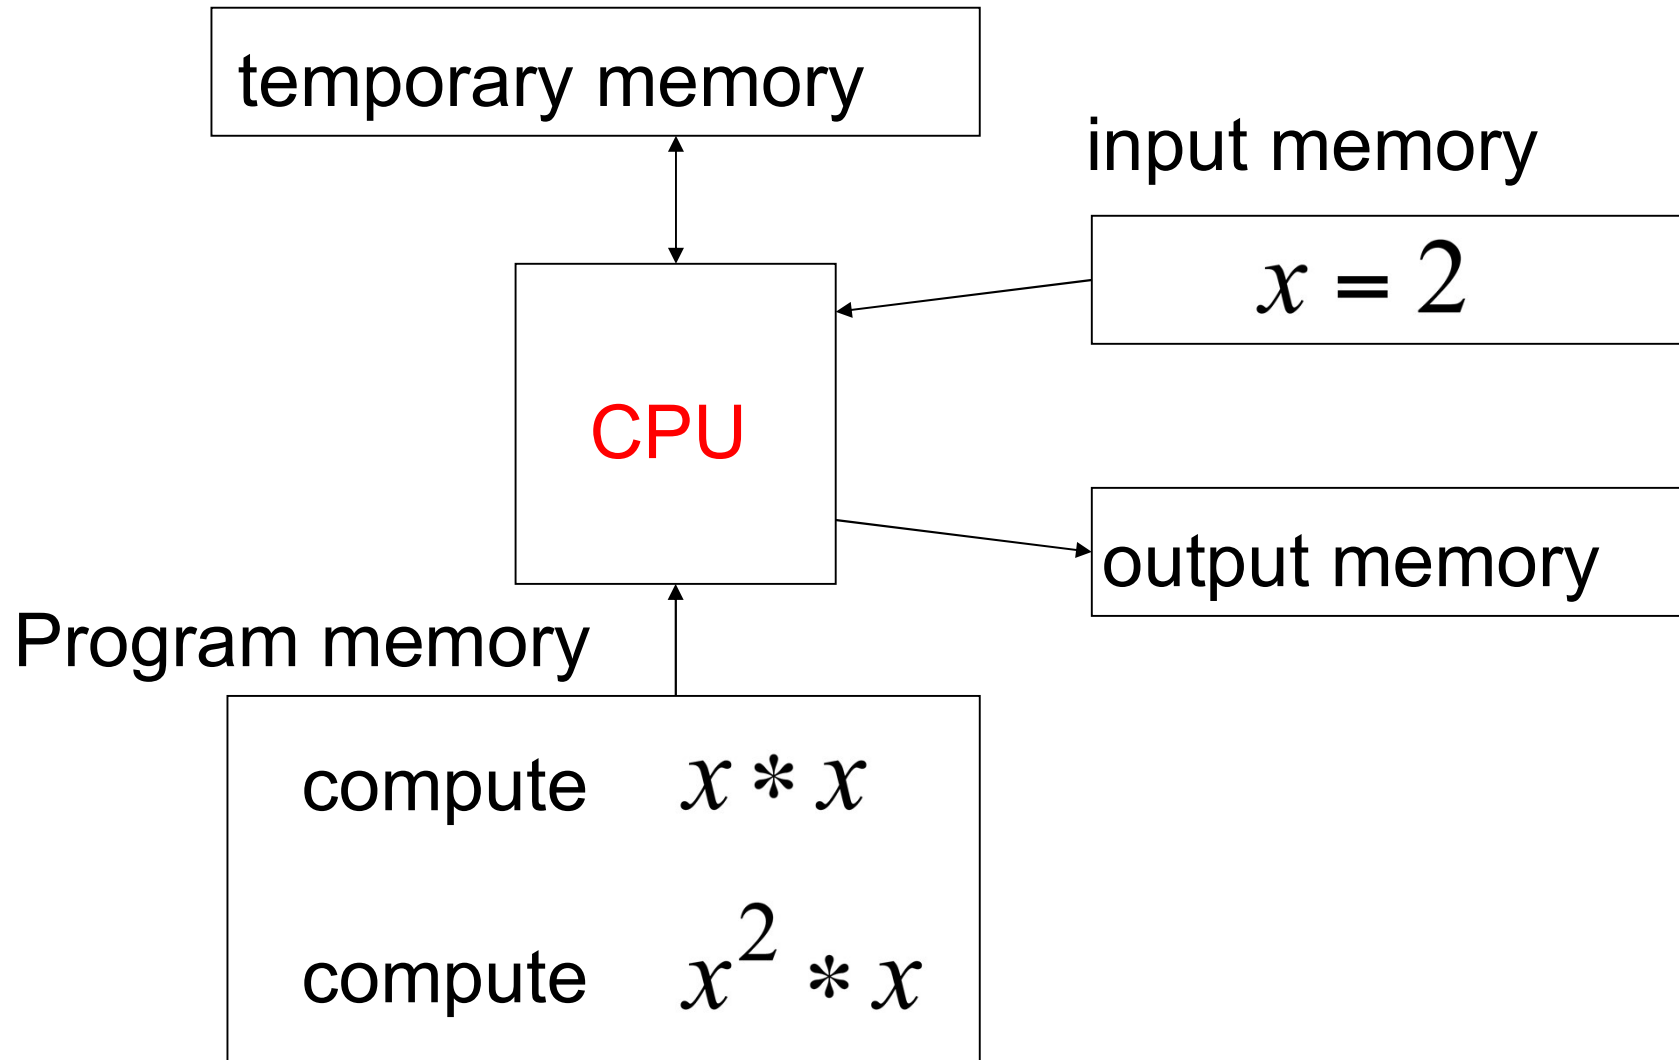 temporary memory
input memory
x = 2
CPU
output memory
Program memory
compute x * x
compute x² * x